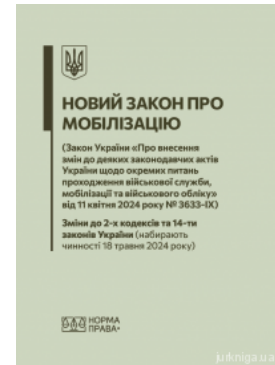 НОВИЙ ЗАКОН ПРО
МОБІЛІЗАЦІЮ
(Закон України «Про внесення
змін до деяких законодавчих актів
України щодо окремих питань
проходження військової служби,
мобілізації та військового обліку»
від 11 квітня 2024 року № 3633-IX)
Зміни до 2-х кодексів та 14-ти
законів України (набирають
чинності 18 травня 2024 року)
НОРМА
ПРАВА
jurkniga.ua